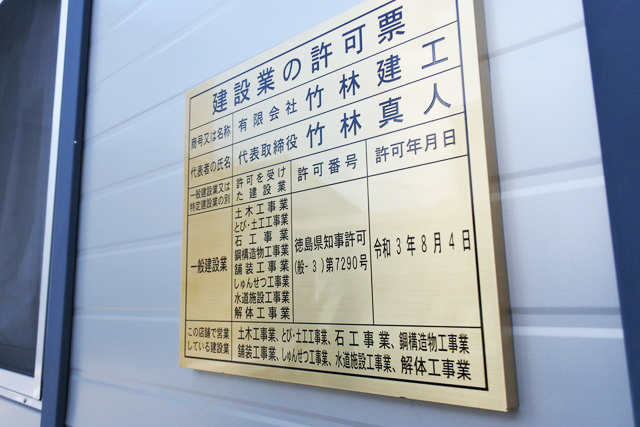 建設業の許可票
商号又は名称 有限会社 竹林建工
代表者の氏名 代表取締役 竹林真人
一般建設業又は
特定建設業の別
許可を受け
た建設業
許可番号
許可年月日
一般建設業
土木工事業
とび・土工工事業
石工事業
鋼構造物工事業
舗装工事業
しゅんせつ工事業
水道施設工事業
解体工事業
徳島県知事許可
(般-3)第7290号
令和3年8月4日
この店舗で営業
している建設業
土木工事業、とび・土工工事業、石工事業、鋼構造物工事業
舗装工事業、しゅんせつ工事業、水道施設工事業、解体工事業